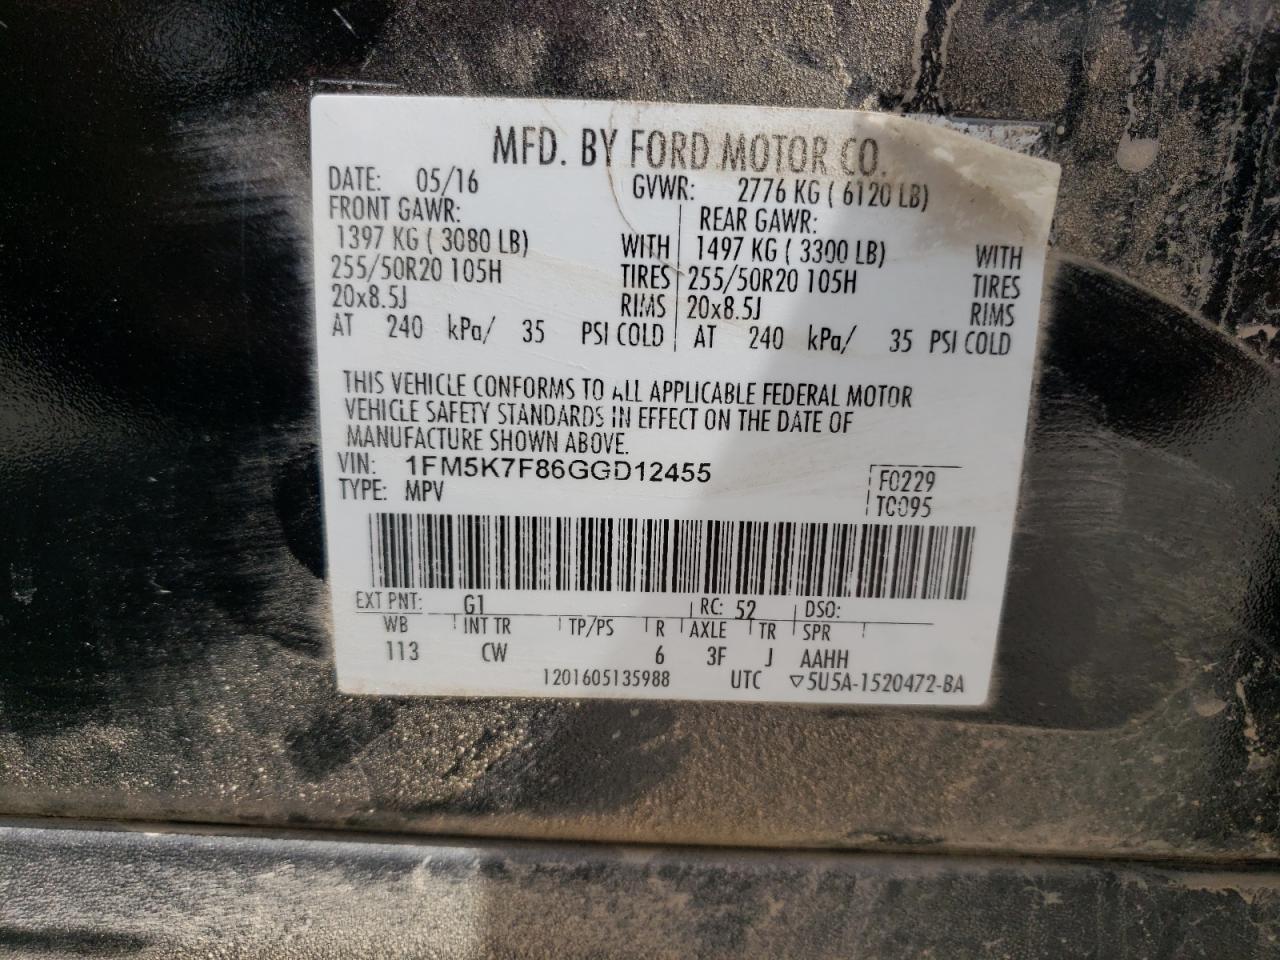 MFD. BY FORD MOTOR CO.
DATE: 05/16 GVWR: 2776 KG ( 6120 LB)
FRONT GAWR: REAR GAWR:
1397 KG ( 3080 LB) WITH 1497 KG ( 3300 LB) WITH
255/50R20 105H TIRES 255/50R20 105H TIRES
20x8.5J RIMS 20x8.5J RIMS
AT 240 kPa/ 35 PSI COLD AT 240 kPa/ 35 PSI COLD
THIS VEHICLE CONFORMS TO ALL APPLICABLE FEDERAL MOTOR
VEHICLE SAFETY STANDARDS IN EFFECT ON THE DATE OF
MANUFACTURE SHOWN ABOVE.
VIN: 1FM5K7F86GGD12455 F0229
TYPE: MPV T0095
EXT PNT: G1 RC: 52 DSO:
WB INT TR TP/PS R AXLE TR SPR
113 CW 6 3F J AAHH
1201605135988 UTC ▽5U5A-1520472-BA